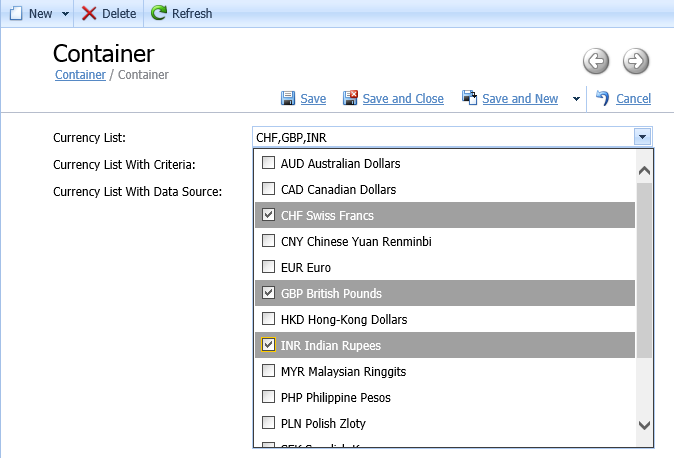 New Delete Refresh
Container
Container / Container
Save Save and Close Save and New Cancel
Currency List: CHF,GBP,INR
Currency List With Criteria:
Currency List With Data Source:
AUD Australian Dollars
CAD Canadian Dollars
CHF Swiss Francs
CNY Chinese Yuan Renminbi
EUR Euro
GBP British Pounds
HKD Hong-Kong Dollars
INR Indian Rupees
MYR Malaysian Ringgits
PHP Philippine Pesos
PLN Polish Zloty